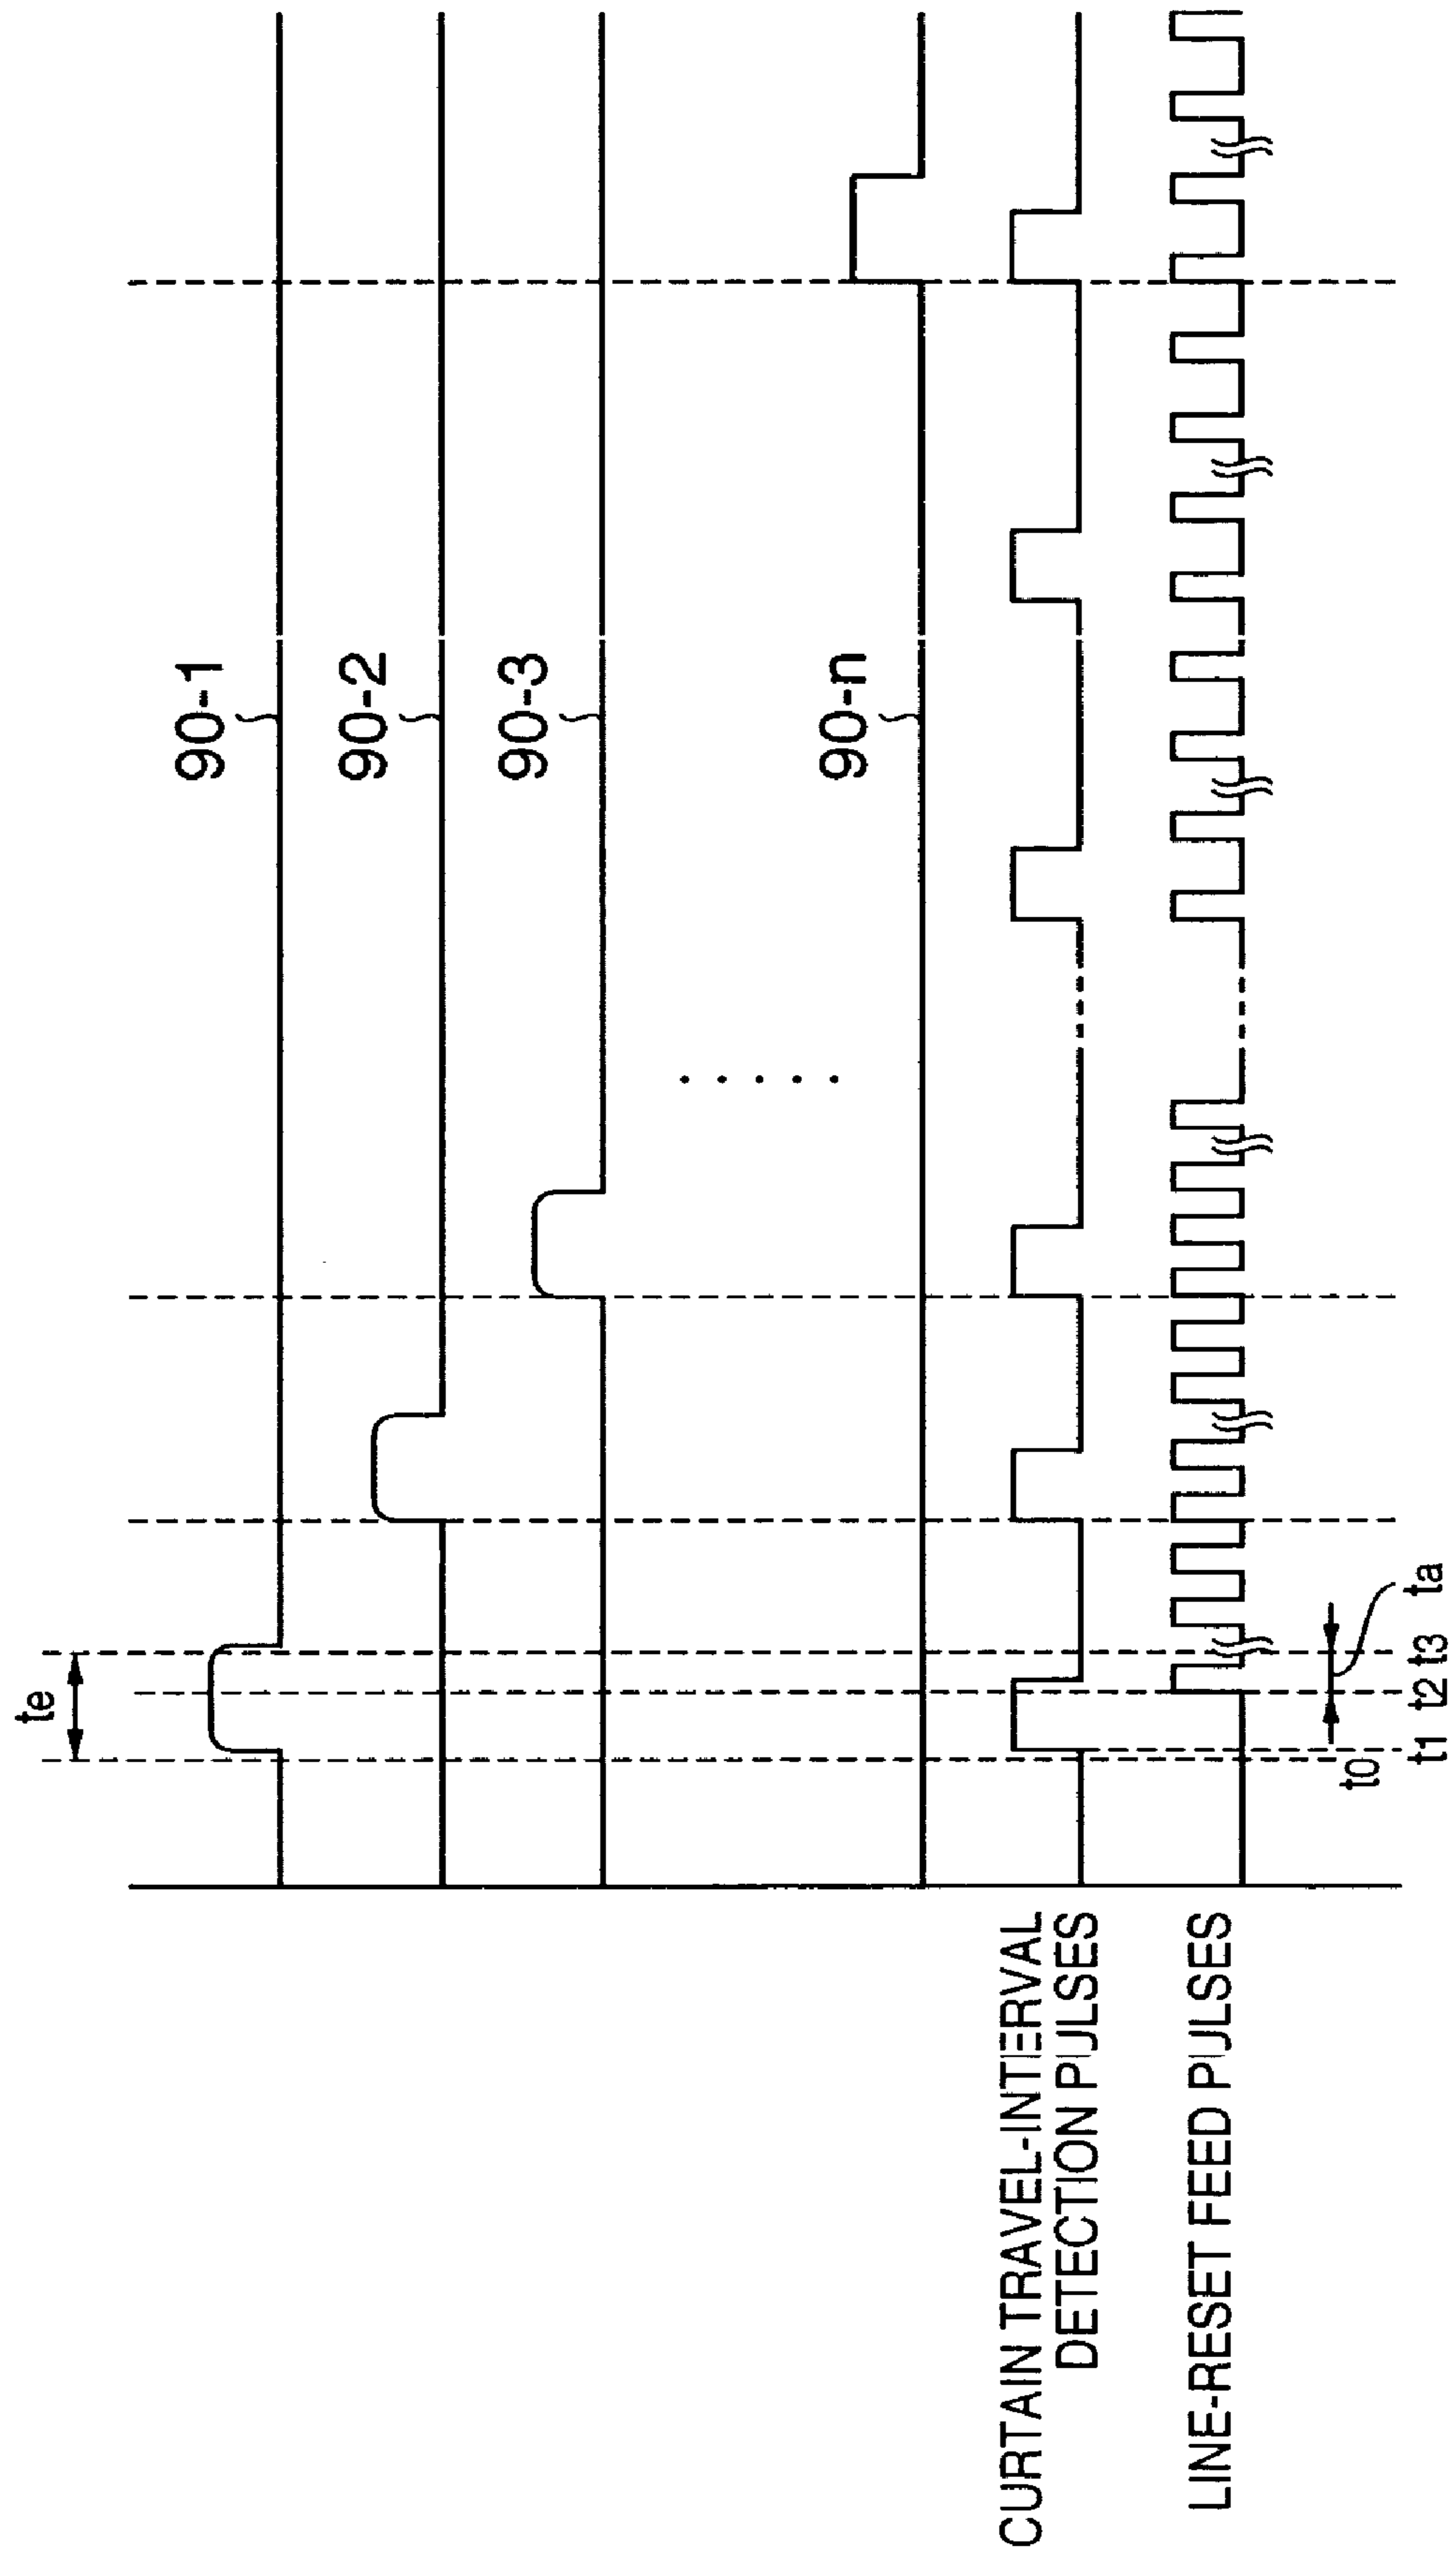 te
90-1
90-2
90-3
90-n
CURTAIN TRAVEL-INTERVAL
DETECTION PULSES
LINE-RESET FEED PULSES
t0
t1
t2
t3
ta